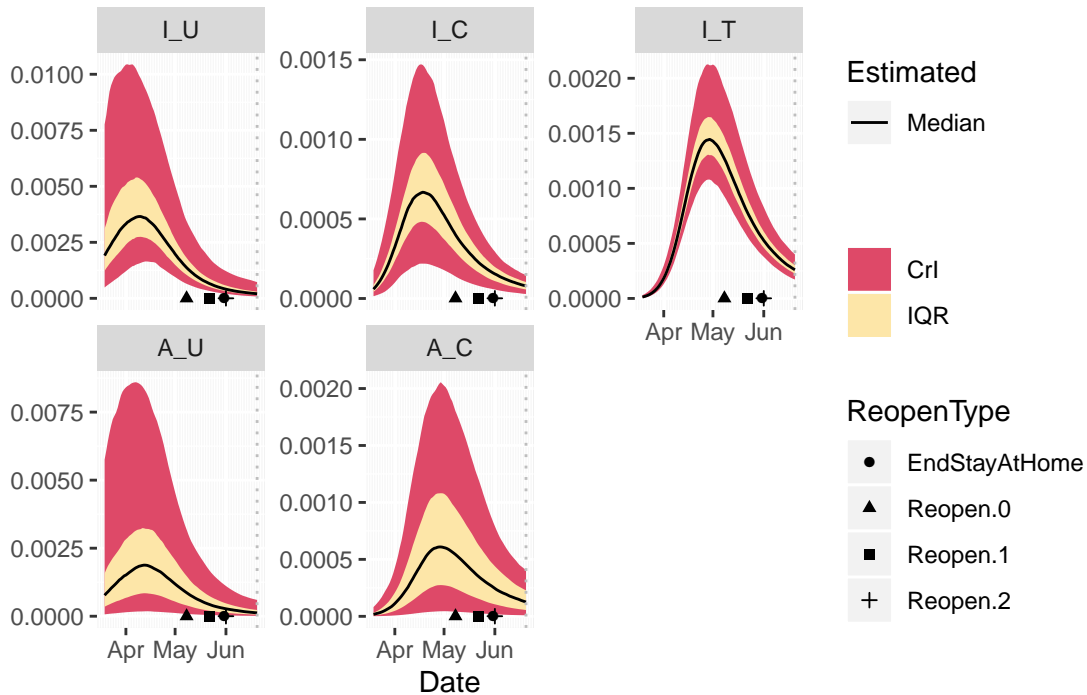 I_U
I_C
I_T
0.0100
0.0075
0.0050
0.0025
0.0000
0.0015
0.0010
0.0005
0.0000
0.0020
0.0015
0.0010
0.0005
0.0000
Apr May Jun
A_U
A_C
0.0075
0.0050
0.0025
0.0000
Apr May Jun
0.0020
0.0015
0.0010
0.0005
0.0000
Apr May Jun
Date
Estimated
Median
CrI
IQR
ReopenType
EndStayAtHome
Reopen.0
Reopen.1
Reopen.2